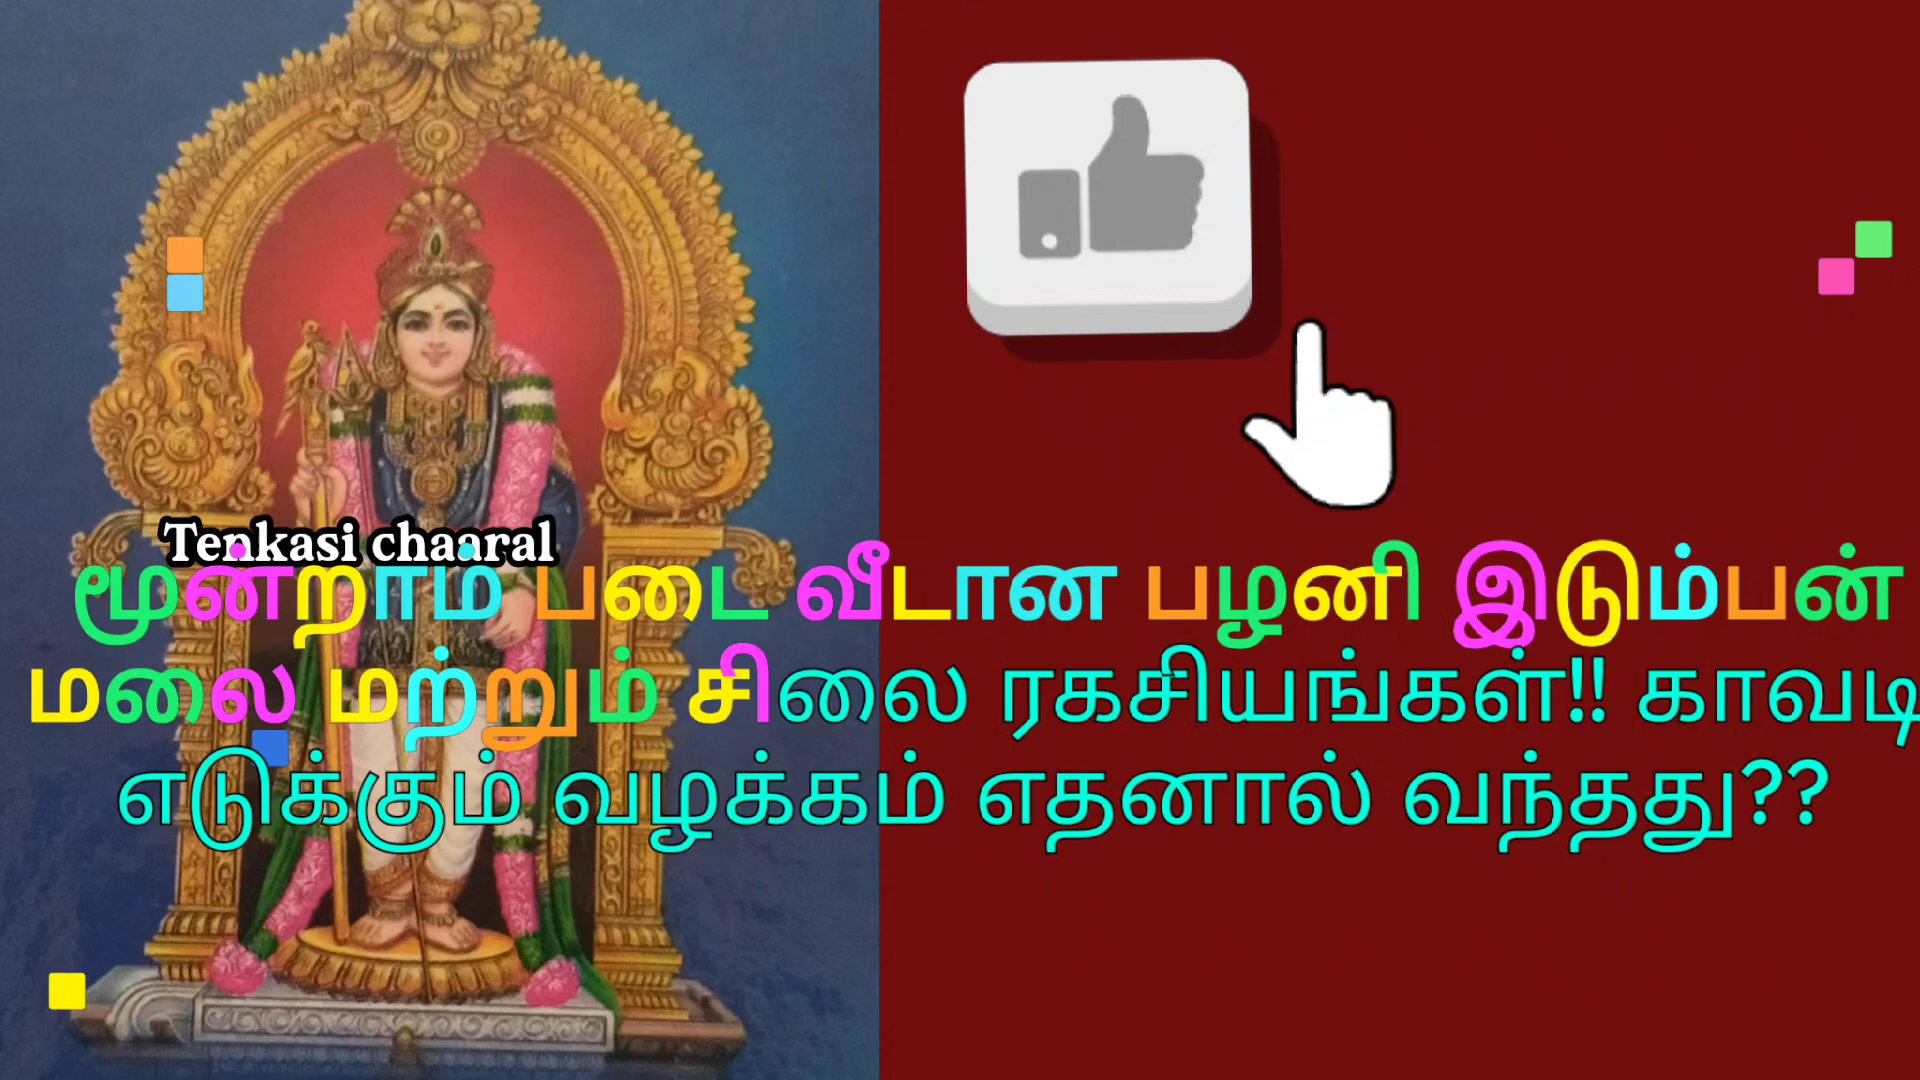 Tenkasi chaaral
மூன்றாம் படை வீடான பழனி இடும்பன்
மலை மற்றும் சிலை ரகசியங்கள்!! காவடி
எடுக்கும் வழக்கம் எதனால் வந்தது??